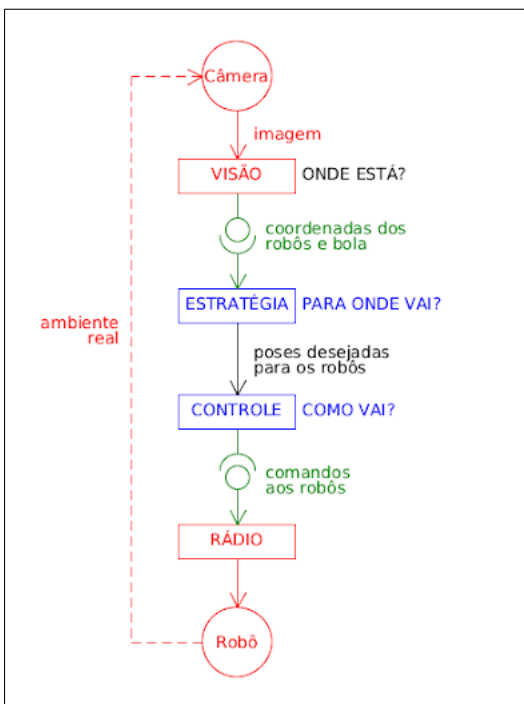 Câmera
imagem
VISÃO
ONDE ESTÁ?
coordenadas dos
robôs e bola
ESTRATÉGIA
PARA ONDE VAI?
ambiente
real
poses desejadas
para os robôs
CONTROLE
COMO VAI?
comandos
aos robôs
RÁDIO
Robô